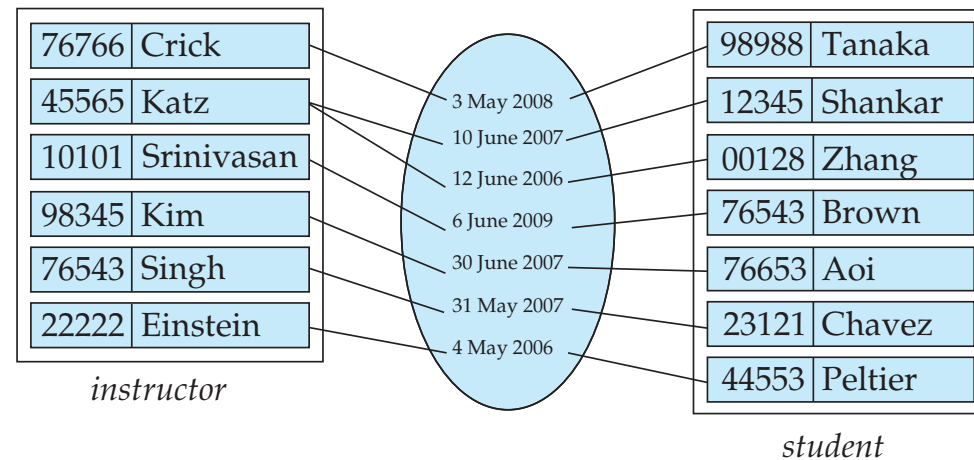 76766 Crick
45565 Katz
10101 Srinivasan
98345 Kim
76543 Singh
22222 Einstein
instructor
3 May 2008
10 June 2007
12 June 2006
6 June 2009
30 June 2007
31 May 2007
4 May 2006
98988 Tanaka
12345 Shankar
00128 Zhang
76543 Brown
76653 Aoi
23121 Chavez
44553 Peltier
student